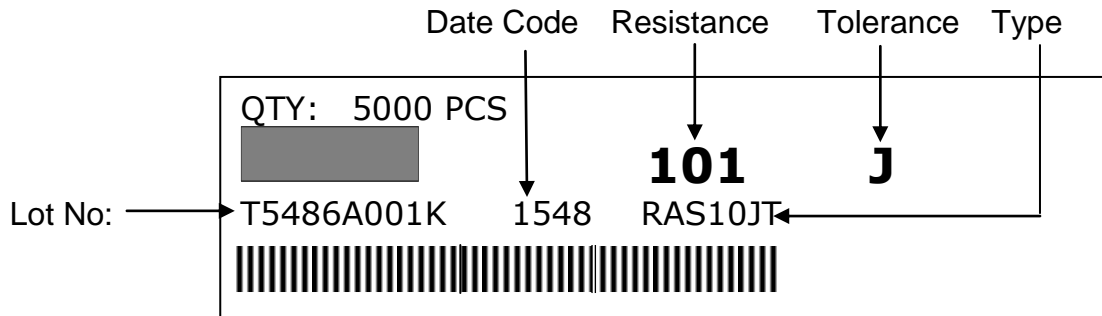 Date Code Resistance Tolerance Type
QTY: 5000 PCS
101 J
Lot No: T5486A001K 1548 RAS10JT